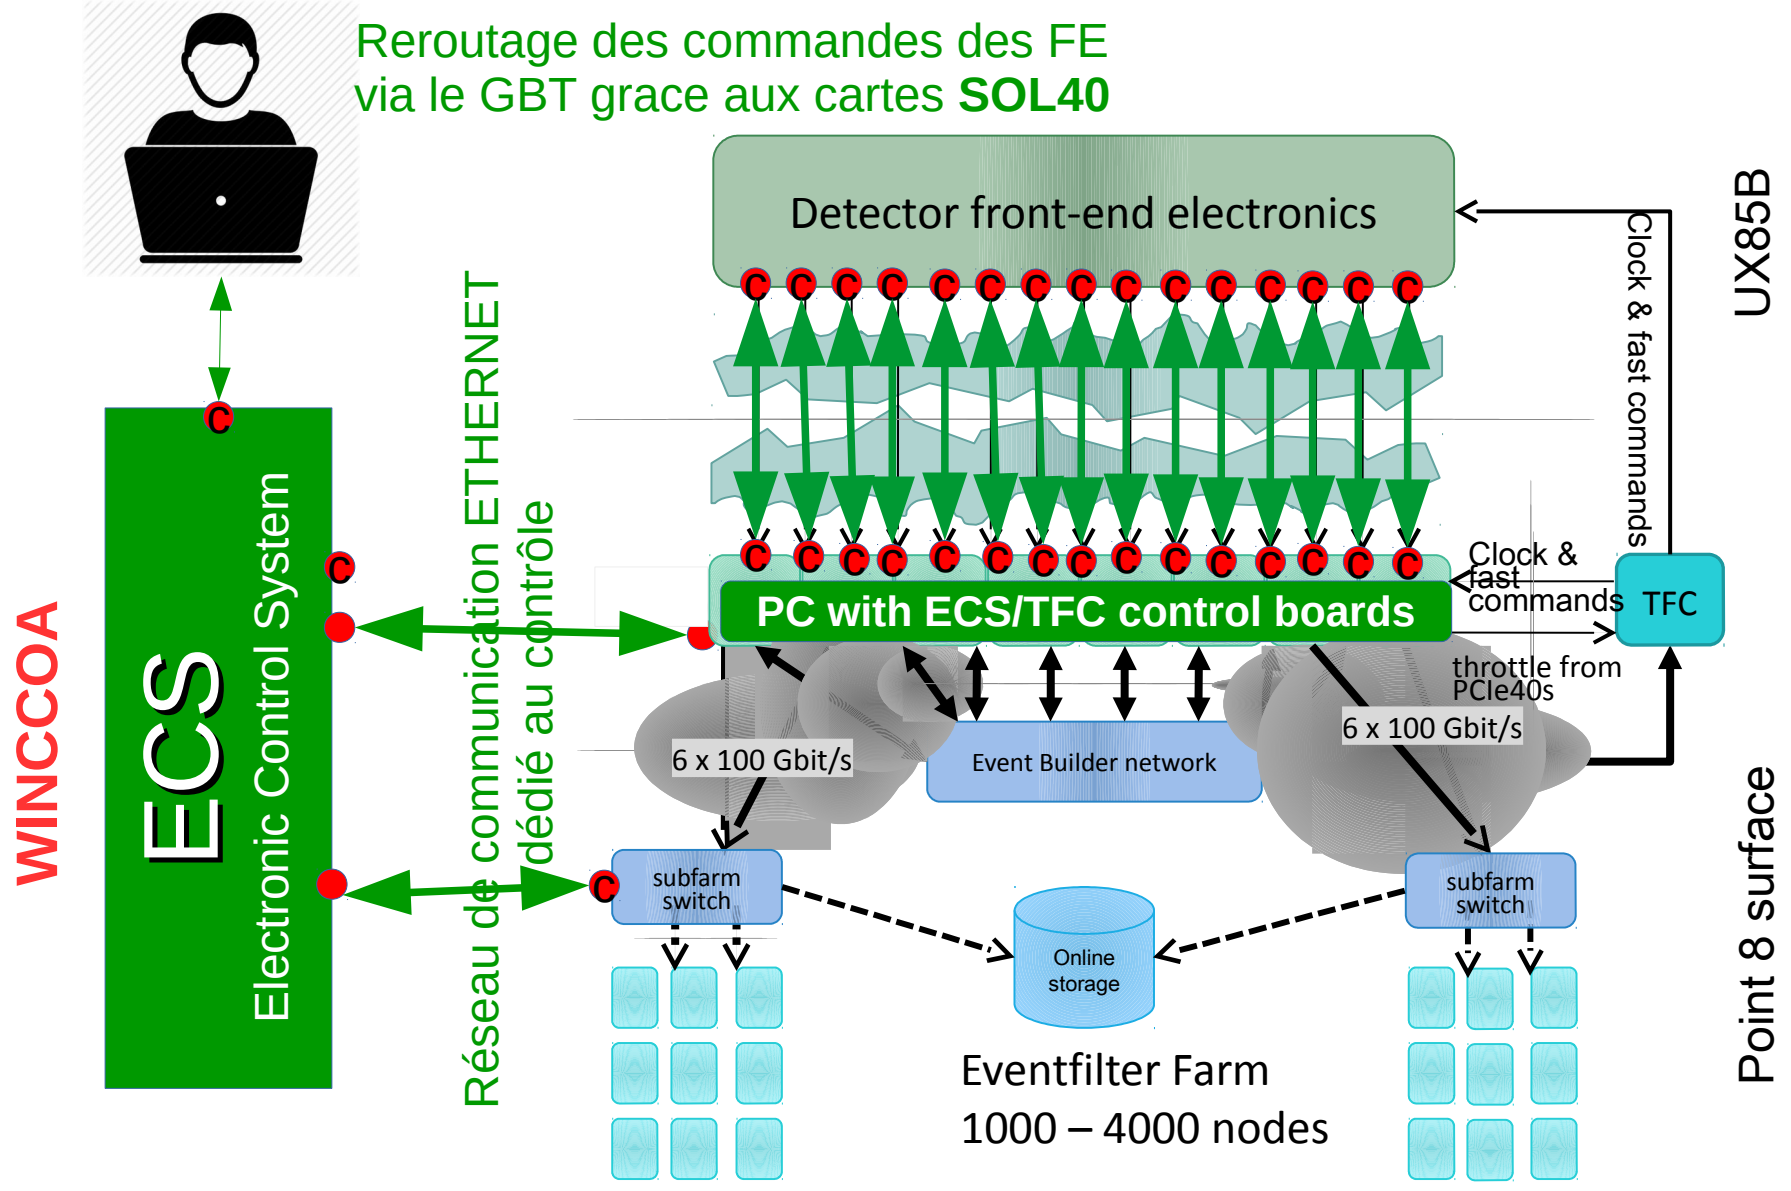 Reroutage des commandes des FE
via le GBT grace aux cartes SOL40
Detector front-end electronics
C C C C C C C C C C C C C C C
UX85B
Clock & fast commands
C
WINCCOA
ECS
Electronic Control System
C
Réseau de communication ETHERNET
dédié au contrôle
C C C C C C C C C C C C C C C
PC with ECS/TFC control boards
Clock &
fast
commands
TFC
throttle from
PCIe40s
6 x 100 Gbit/s
6 x 100 Gbit/s
Event Builder network
Point 8 surface
C
subfarm
switch
subfarm
switch
Online
storage
Eventfilter Farm
1000 – 4000 nodes